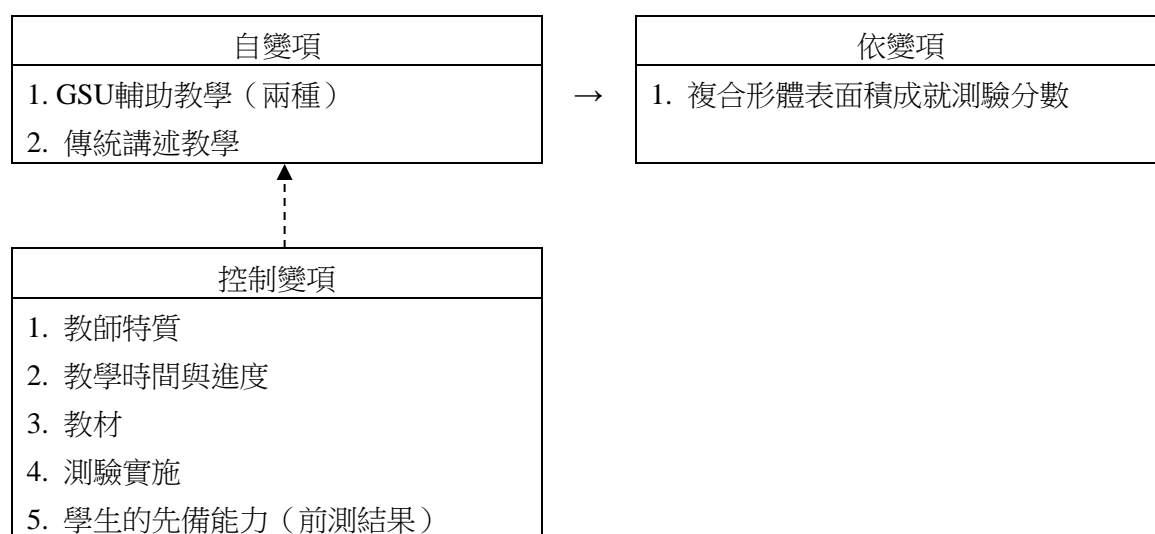 自變項
1. GSU輔助教學（兩種）
2. 傳統講述教學
→
依變項
1. 複合形體表面積成就測驗分數
控制變項
1. 教師特質
2. 教學時間與進度
3. 教材
4. 測驗實施
5. 學生的先備能力（前測結果）